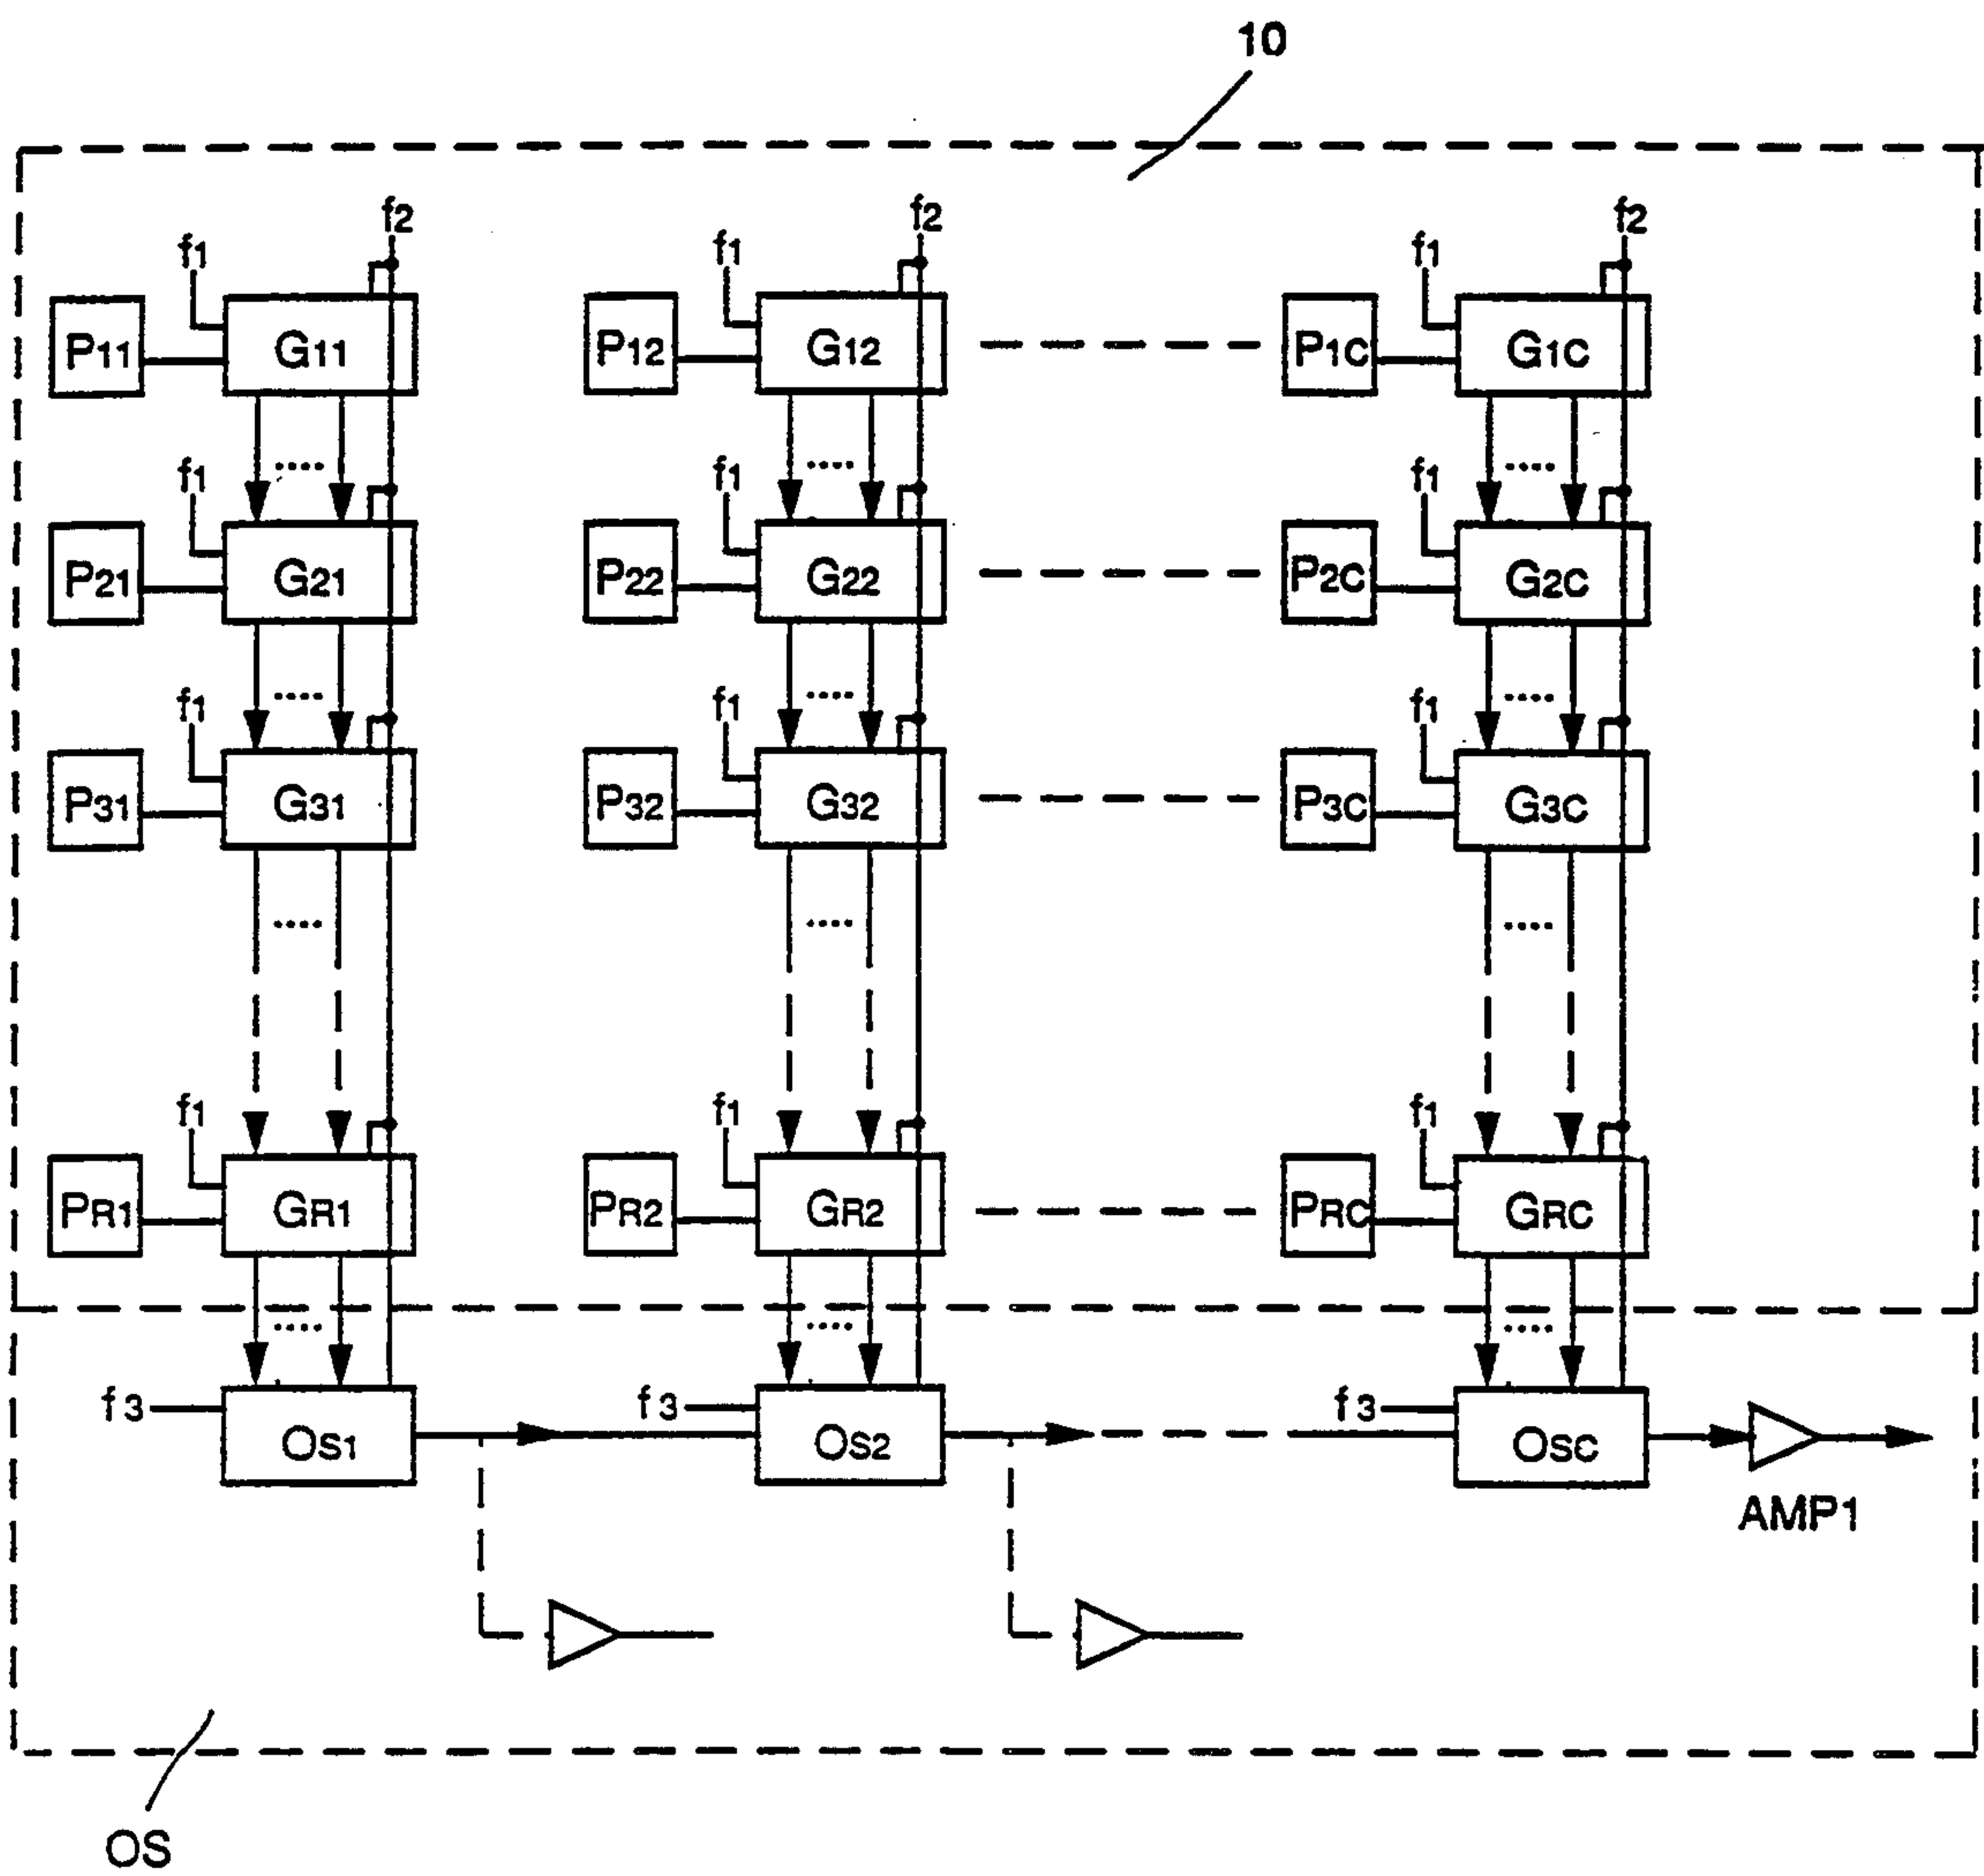 10
f2 f2 f2
f1 f1 f1
P11 G11 P12 G12 P1C G1C
f1 f1 f1
P21 G21 P22 G22 P2C G2C
f1 f1 f1
P31 G31 P32 G32 P3C G3C
f1 f1 f1
PR1 GR1 PR2 GR2 PRC GRC
f3 f3 f3
OS1 OS2 OSC
AMP1
OS